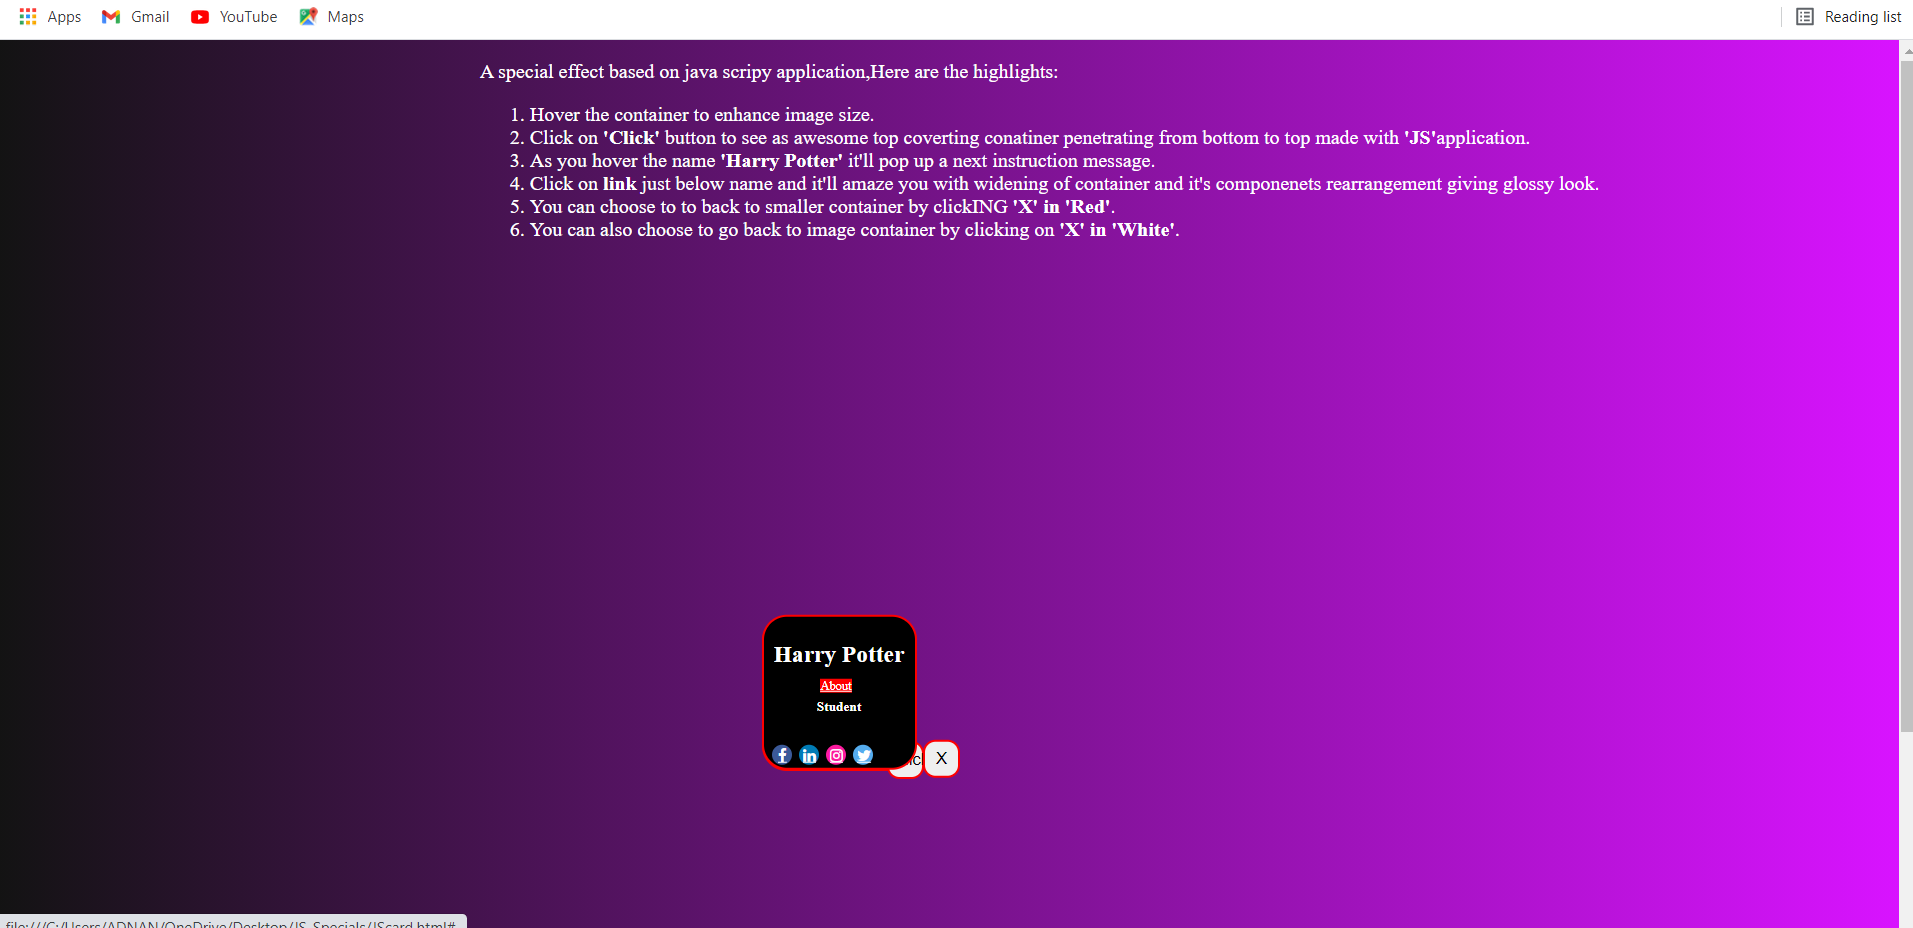 Apps Gmail YouTube Maps Reading list
A special effect based on java scripy application,Here are the highlights:
1. Hover the container to enhance image size.
2. Click on 'Click' button to see as awesome top coverting conatiner penetrating from bottom to top made with 'JS'application.
3. As you hover the name 'Harry Potter' it'll pop up a next instruction message.
4. Click on link just below name and it'll amaze you with widening of container and it's componenets rearrangement giving glossy look.
5. You can choose to to back to smaller container by clickING 'X' in 'Red'.
6. You can also choose to go back to image container by clicking on 'X' in 'White'.
Harry Potter
About
Student
X
file:///C:/Users/ADNAN/OneDrive/Desktop/JS_Specials/JScard.html#